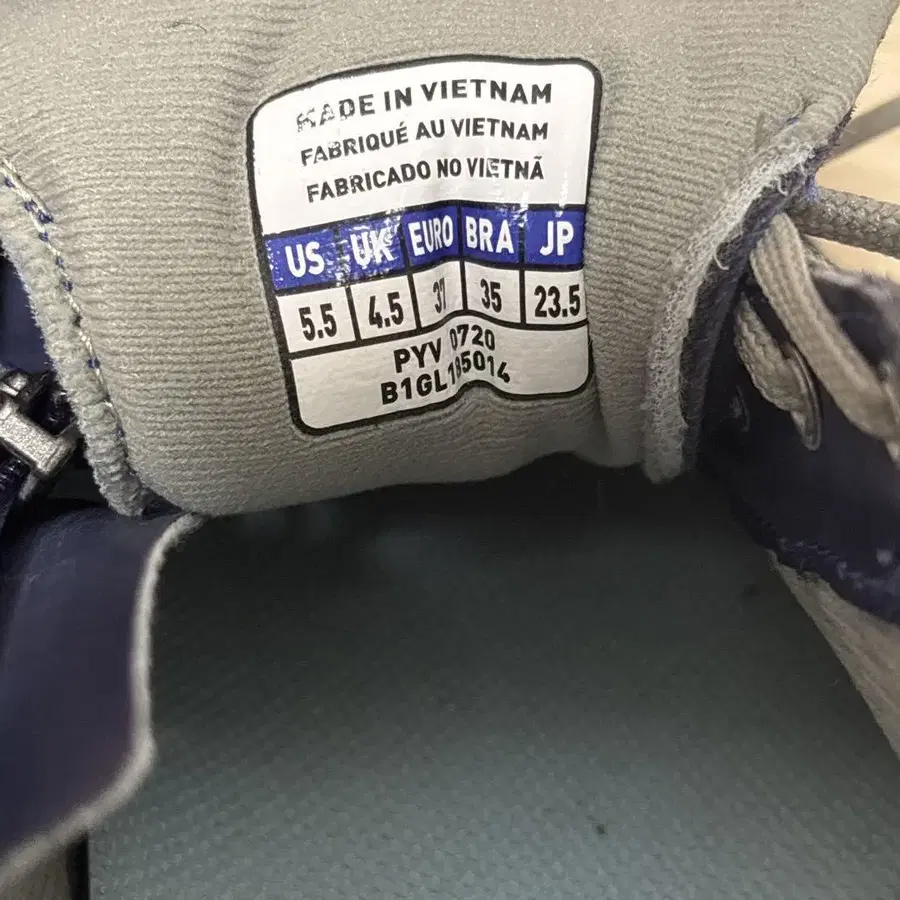 MADE IN VIETNAM
FABRIQUÉ AU VIETNAM
FABRICADO NO VIETNÃ
US UK EURO BRA JP
5.5 4.5 37 35 23.5
PYV 0720
B1GL185014